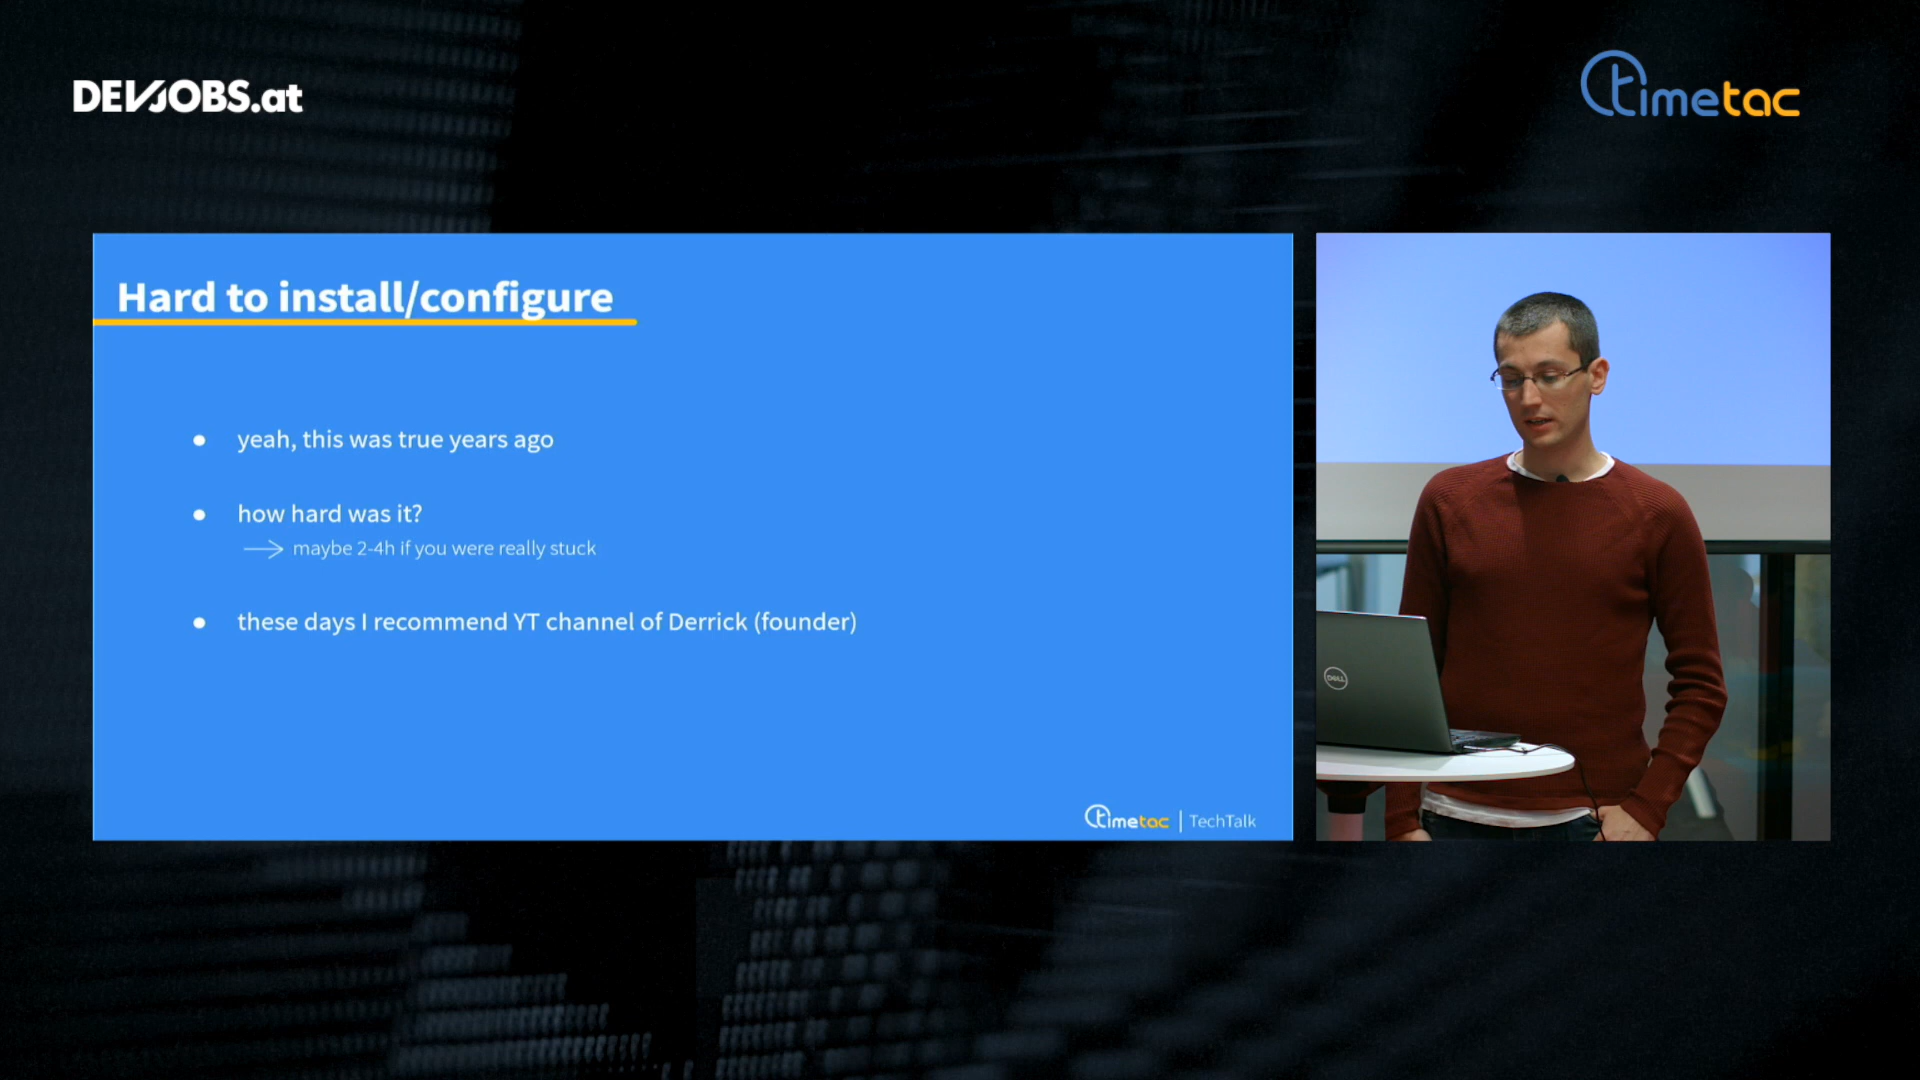 DEVJOBS.at
timetac
Hard to install/configure
yeah, this was true years ago
how hard was it?
maybe 2-4h if you were really stuck
these days I recommend YT channel of Derrick (founder)
timetac | TechTalk
DELL